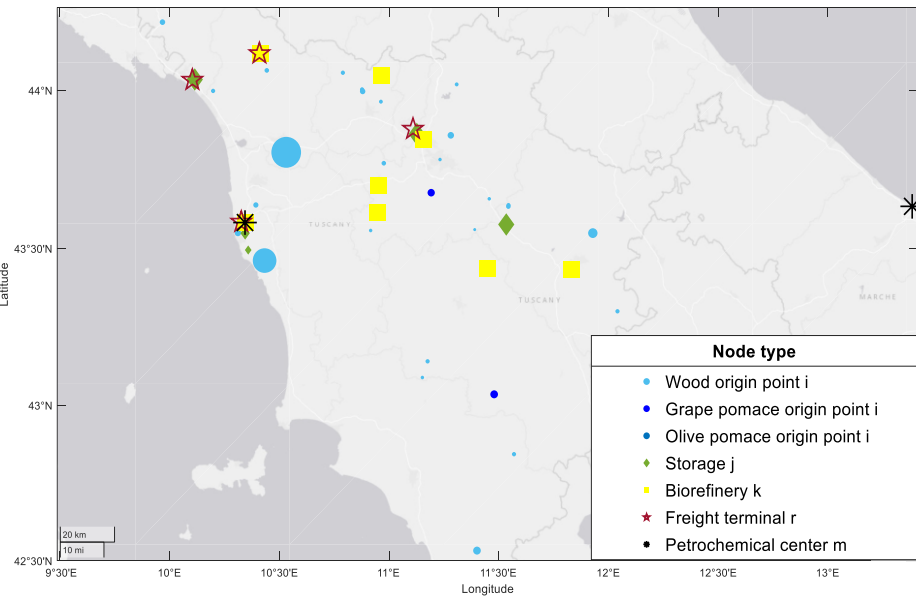 44°N
43°30'N
43°N
42°30'N
Latitude
TUSCANY
TUSCANY
MARCHE
20 km
10 mi
9°30'E
10°E
10°30'E
11°E
11°30'E
12°E
12°30'E
13°E
Longitude
Node type
Wood origin point i
Grape pomace origin point i
Olive pomace origin point i
Storage j
Biorefinery k
Freight terminal r
Petrochemical center m